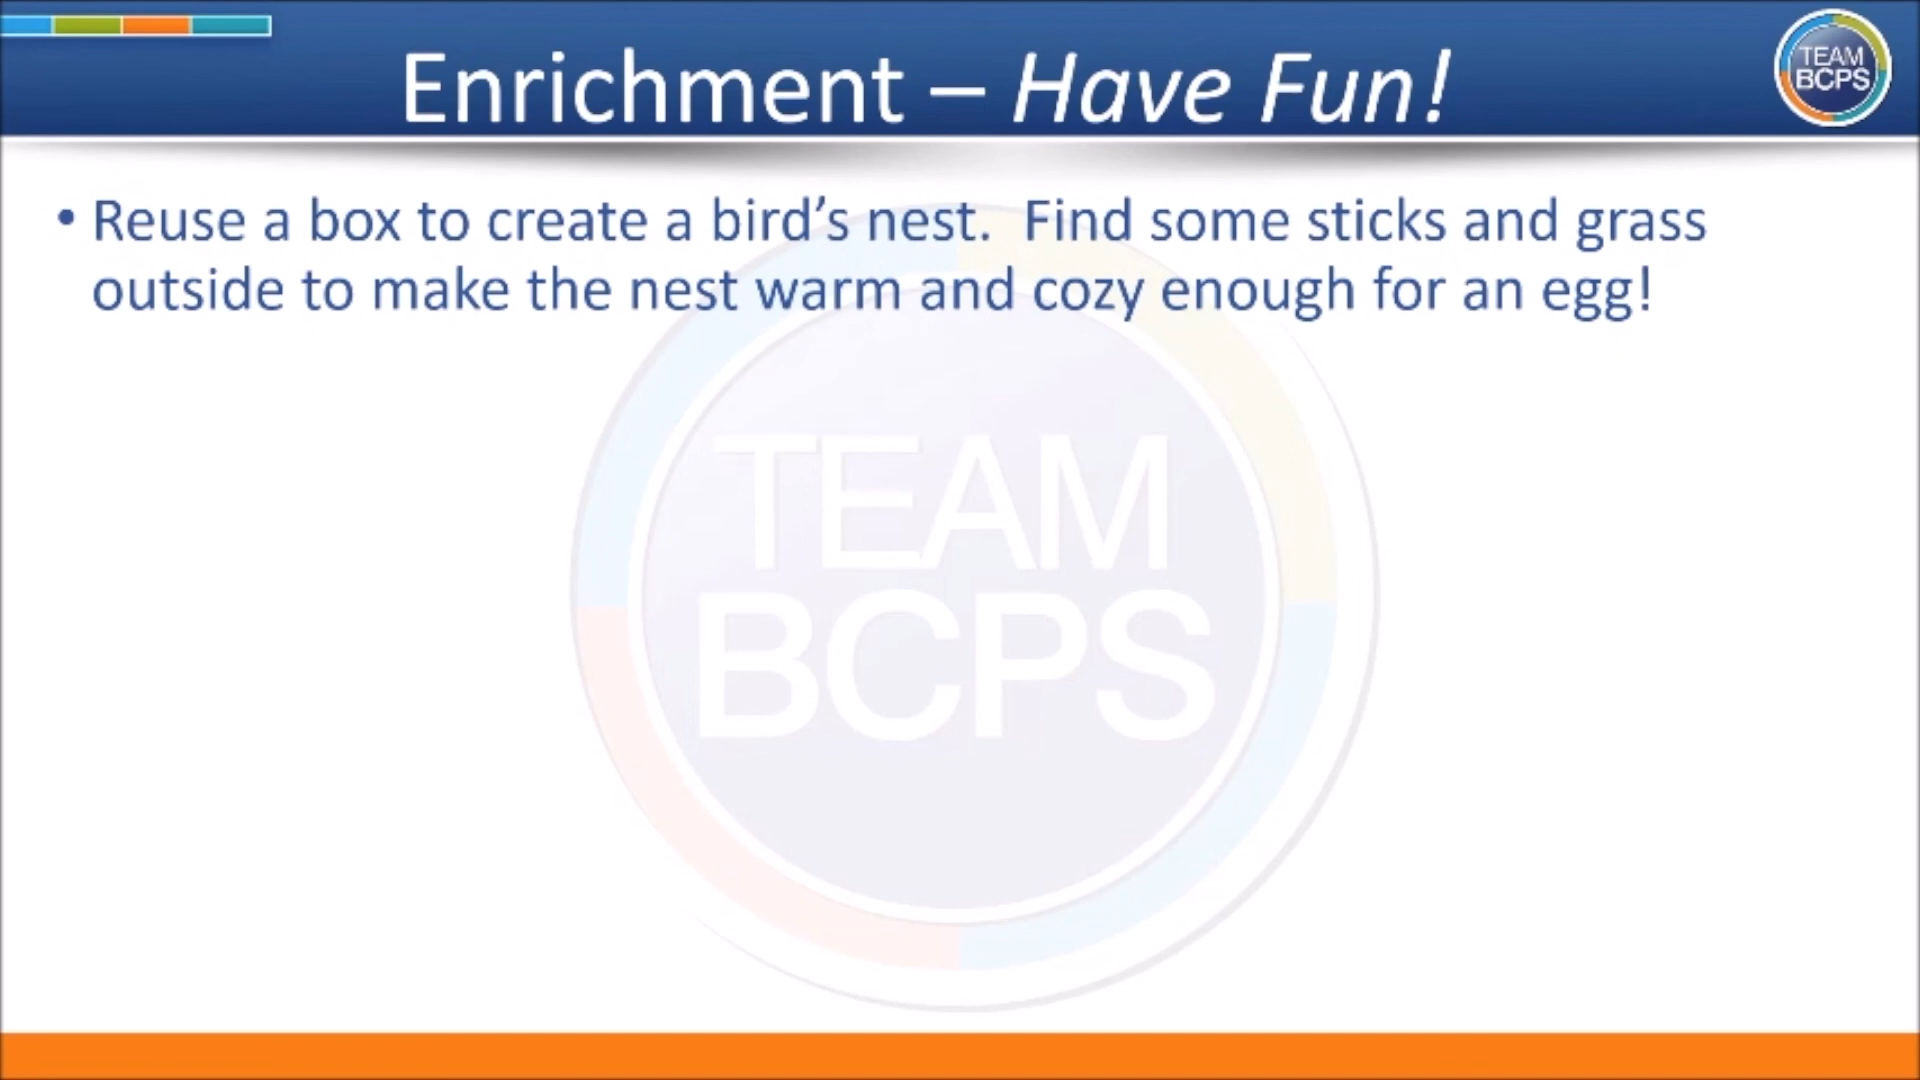 Enrichment – Have Fun!
TEAM
BCPS
• Reuse a box to create a bird’s nest.  Find some sticks and grass
outside to make the nest warm and cozy enough for an egg!
TEAM
BCPS